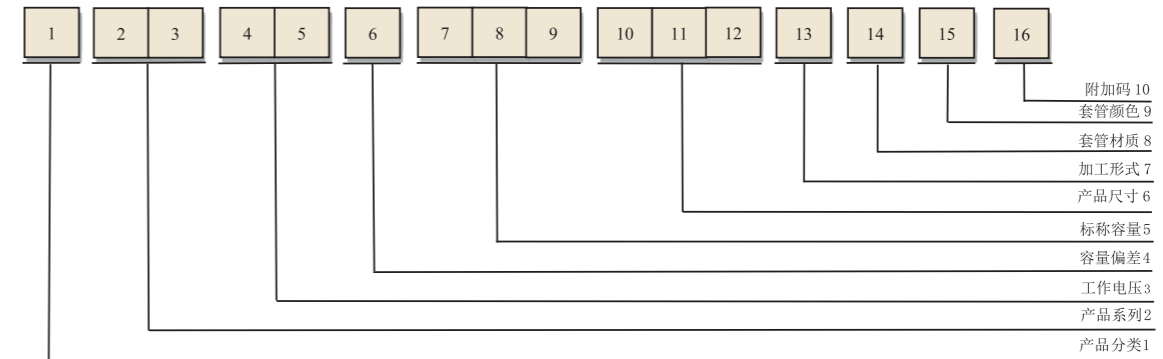 1 2 3 4 5 6 7 8 9 10 11 12 13 14 15 16
附加码 10
套管颜色 9
套管材质 8
加工形式 7
产品尺寸 6
标称容量5
容量偏差4
工作电压3
产品系列2
产品分类1